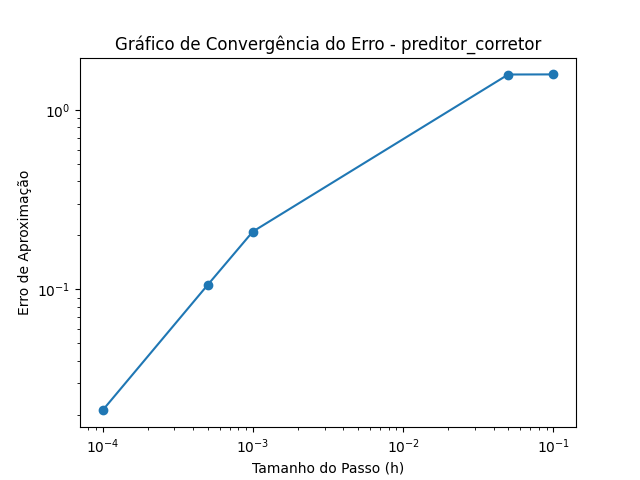 Gráfico de Convergência do Erro - preditor_corretor
10⁰
10⁻¹
Erro de Aproximação
10⁻⁴
10⁻³
10⁻²
10⁻¹
Tamanho do Passo (h)